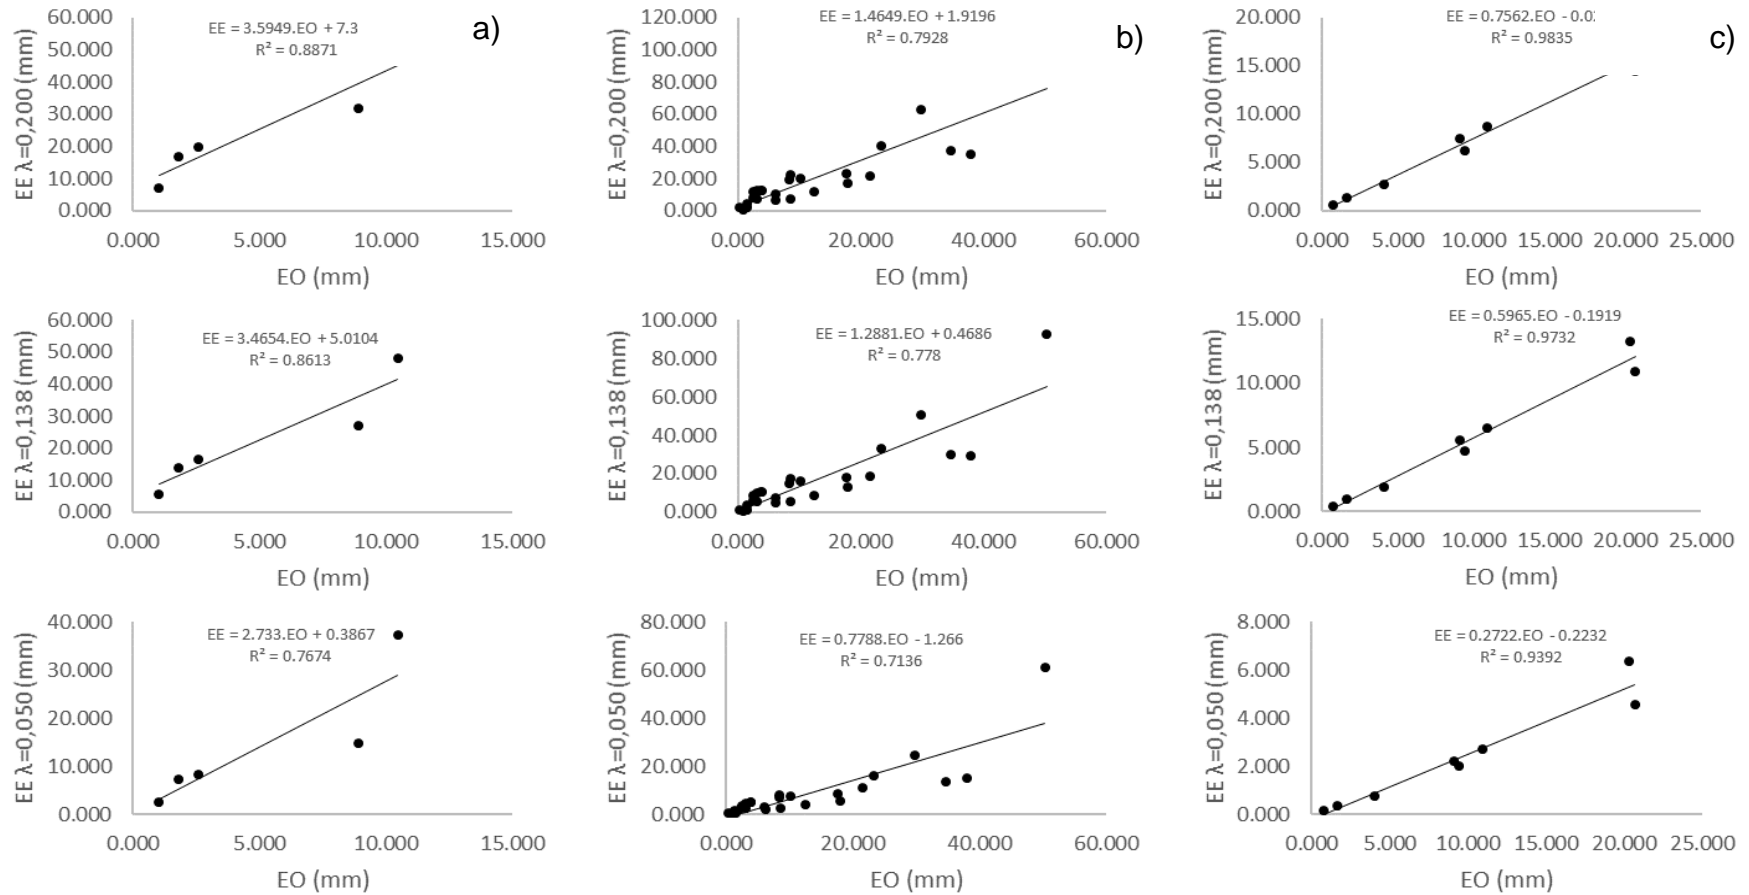 60.000
50.000
40.000
30.000
20.000
10.000
0.000
0.000 5.000 10.000 15.000
EE λ=0,200 (mm)
EO (mm)
EE = 3.5949.EO + 7.3
R² = 0.8871
a)
120.000
100.000
80.000
60.000
40.000
20.000
0.000
0.000 20.000 40.000 60.000
EE λ=0,200 (mm)
EO (mm)
EE = 1.4649.EO + 1.9196
R² = 0.7928
b)
20.000
15.000
10.000
5.000
0.000
0.000 5.000 10.000 15.000 20.000 25.000
EE λ=0,200 (mm)
EO (mm)
EE = 0.7562.EO - 0.0
R² = 0.9835
c)
60.000
50.000
40.000
30.000
20.000
10.000
0.000
0.000 5.000 10.000 15.000
EE λ=0,138 (mm)
EO (mm)
EE = 3.4654.EO + 5.0104
R² = 0.8613
100.000
80.000
60.000
40.000
20.000
0.000
0.000 20.000 40.000 60.000
EE λ=0,138 (mm)
EO (mm)
EE = 1.2881.EO + 0.4686
R² = 0.778
15.000
10.000
5.000
0.000
0.000 5.000 10.000 15.000 20.000 25.000
EE λ=0,138 (mm)
EO (mm)
EE = 0.5965.EO - 0.1919
R² = 0.9732
40.000
30.000
20.000
10.000
0.000
0.000 5.000 10.000 15.000
EE λ=0,050 (mm)
EO (mm)
EE = 2.733.EO + 0.3867
R² = 0.7674
80.000
60.000
40.000
20.000
0.000
0.000 20.000 40.000 60.000
EE λ=0,050 (mm)
EO (mm)
EE = 0.7788.EO - 1.266
R² = 0.7136
8.000
6.000
4.000
2.000
0.000
0.000 5.000 10.000 15.000 20.000 25.000
EE λ=0,050 (mm)
EO (mm)
EE = 0.2722.EO - 0.2232
R² = 0.9392